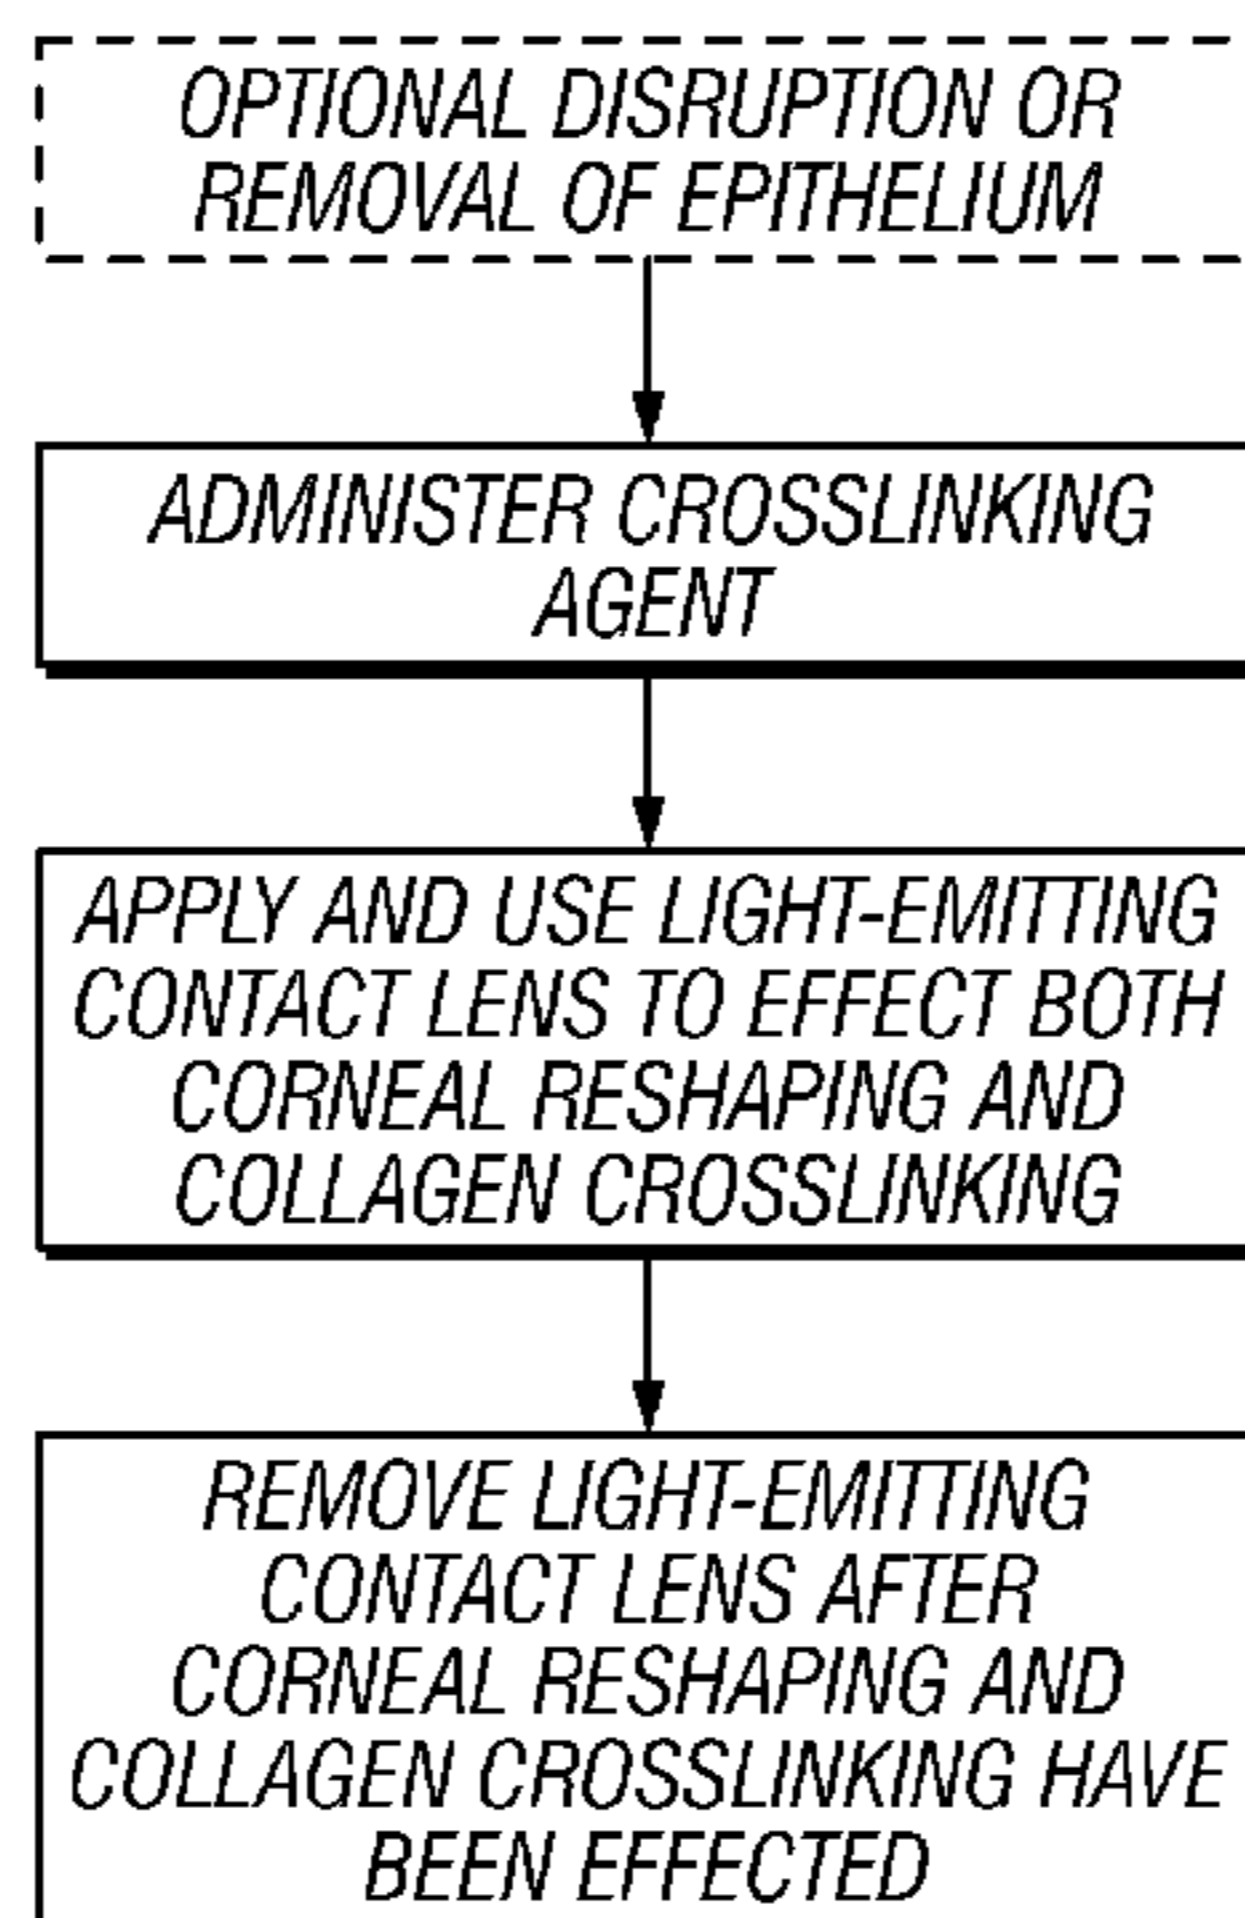 OPTIONAL DISRUPTION OR
REMOVAL OF EPITHELIUM
ADMINISTER CROSSLINKING
AGENT
APPLY AND USE LIGHT-EMITTING
CONTACT LENS TO EFFECT BOTH
CORNEAL RESHAPING AND
COLLAGEN CROSSLINKING
REMOVE LIGHT-EMITTING
CONTACT LENS AFTER
CORNEAL RESHAPING AND
COLLAGEN CROSSLINKING HAVE
BEEN EFFECTED